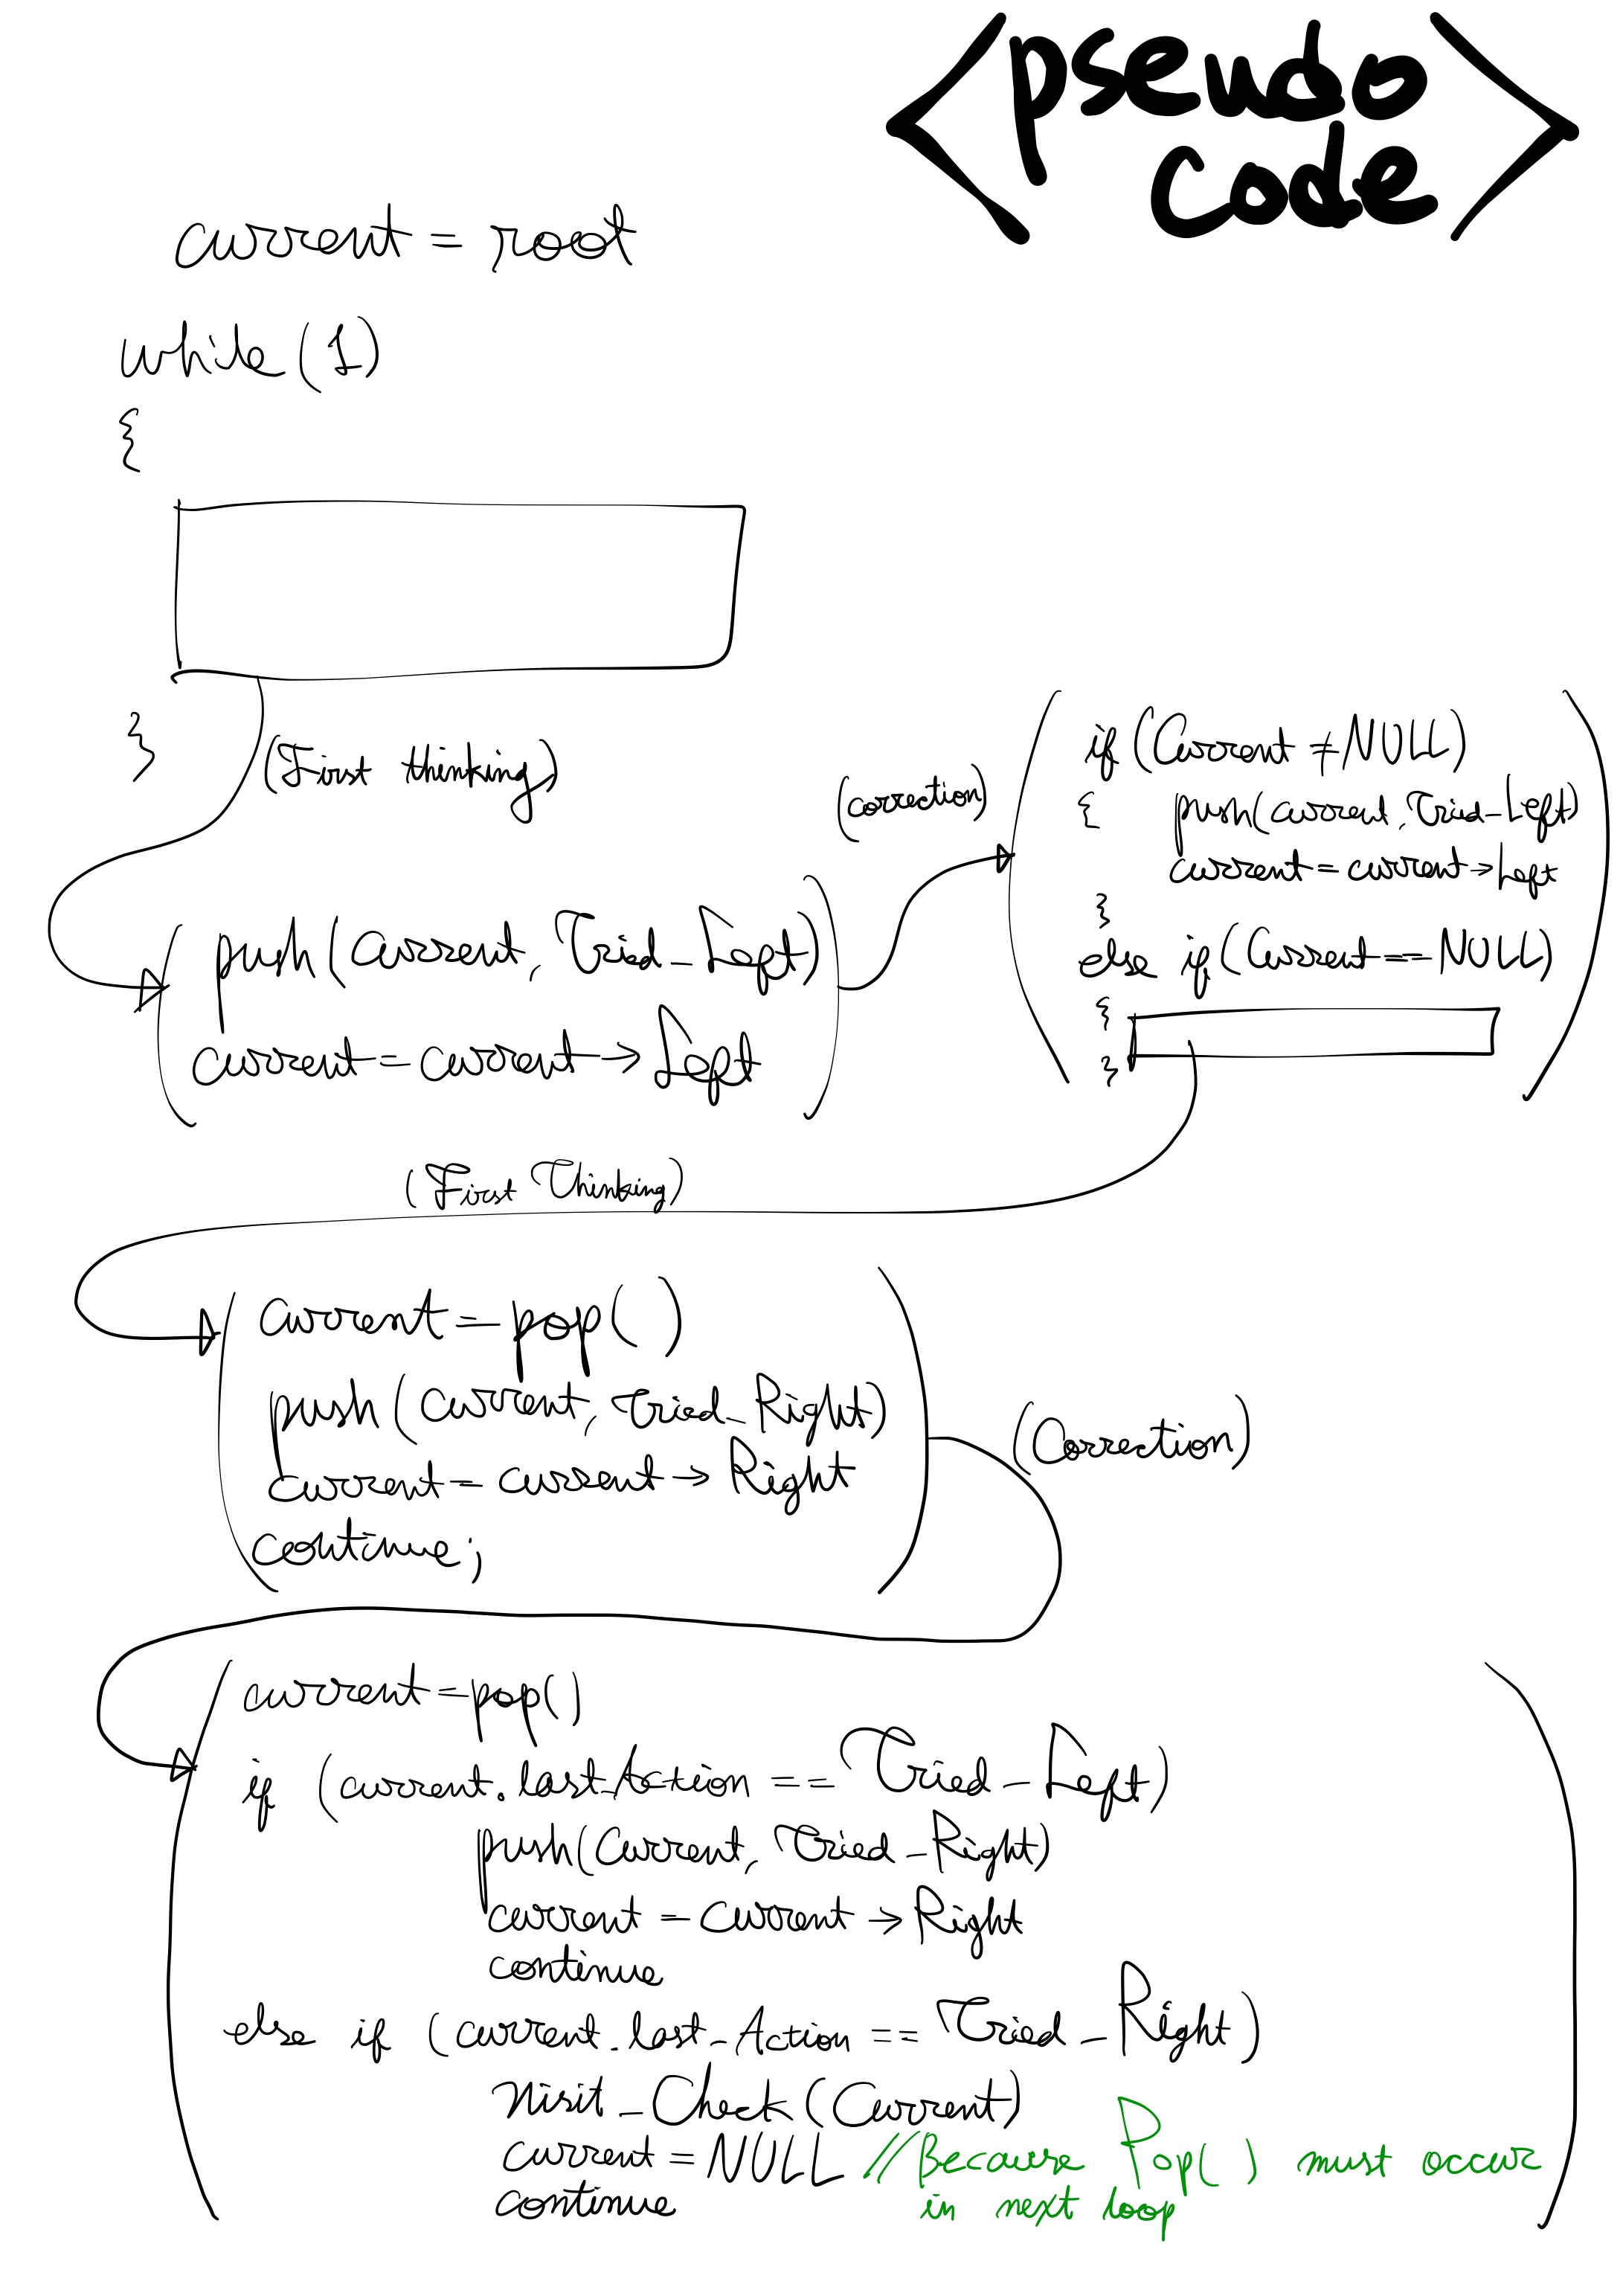 <pseudo
code>
current = root
while (1)
{
}
(First thinking)
push(current, Tried_Left)
current = current → Left
(correction)
if (Current ≠ NULL)
{ push(current, Tried_Left)
current = current → Left
}
else if (Current == NULL)
{
}
(First Thinking)
current = pop()
push(current, Tried_Right)
current = current → Right
continue;
(Correction)
current = pop()
if (current.last_Action == Tried_Left)
push(Current, Tried_Right)
current = current → Right
continue
else if (current.last_Action == Tried_Right)
Visit_Check(Current)
current = NULL //Because Pop() must occur
in next loop
continue